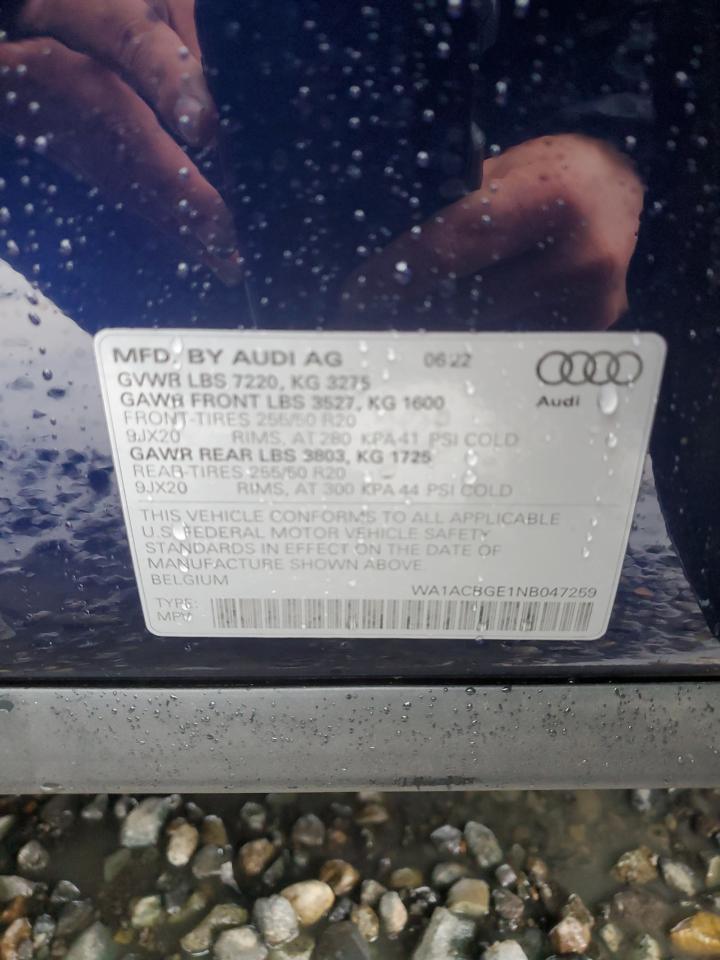 MFD. BY AUDI AG 06 22
GVWR LBS 7220, KG 3275
GAWR FRONT LBS 3527, KG 1600
Audi
FRONT-TIRES 255/50 R20
9JX20 RIMS, AT 280 KPA 41 PSI COLD
GAWR REAR LBS 3803, KG 1725
REAR-TIRES 255/50 R20
9JX20 RIMS, AT 300 KPA 44 PSI COLD
THIS VEHICLE CONFORMS TO ALL APPLICABLE
U.S. FEDERAL MOTOR VEHICLE SAFETY
STANDARDS IN EFFECT ON THE DATE OF
MANUFACTURE SHOWN ABOVE.
BELGIUM
WA1ACBGE1NB047259
TYPE:
MPV